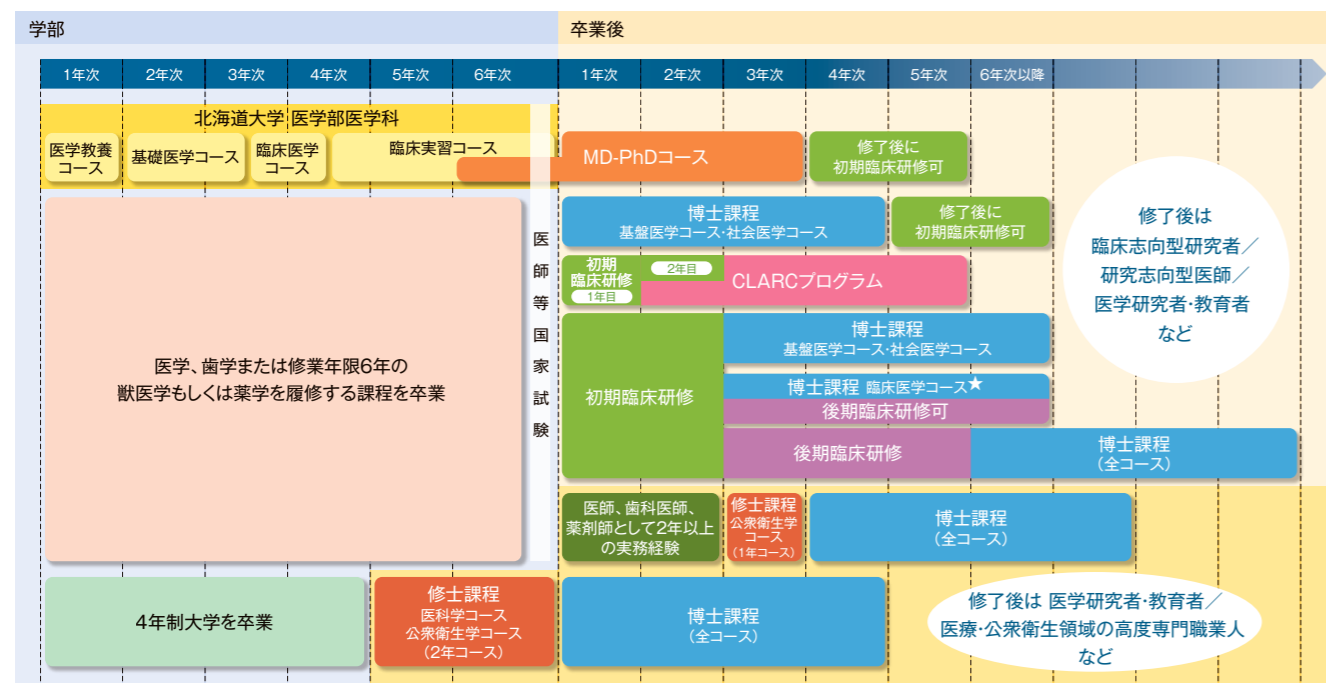 学部
卒業後
1年次 2年次 3年次 4年次 5年次 6年次 1年次 2年次 3年次 4年次 5年次 6年次以降
北海道大学 医学部医学科
医学教養
コース
基礎医学コース
臨床医学
コース
臨床実習コース
MD-PhDコース
修了後に
初期臨床研修可
医学、歯学または修業年限6年の
獣医学もしくは薬学を履修する課程を卒業
医師等国家試験
博士課程
基盤医学コース・社会医学コース
修了後に
初期臨床研修可
初期
臨床研修
1年目
2年目
CLARCプログラム
初期臨床研修
博士課程
基盤医学コース・社会医学コース
博士課程 臨床医学コース★
後期臨床研修可
後期臨床研修
博士課程
(全コース)
修了後は
臨床志向型研究者／
研究志向型医師／
医学研究者・教育者
など
医師、歯科医師、
薬剤師として2年以上
の実務経験
修士課程
公衆衛生学
コース
(1年コース)
博士課程
(全コース)
4年制大学を卒業
修士課程
医科学コース
公衆衛生学コース
(2年コース)
博士課程
(全コース)
修了後は 医学研究者・教育者／
医療・公衆衛生領域の高度専門職業人
など